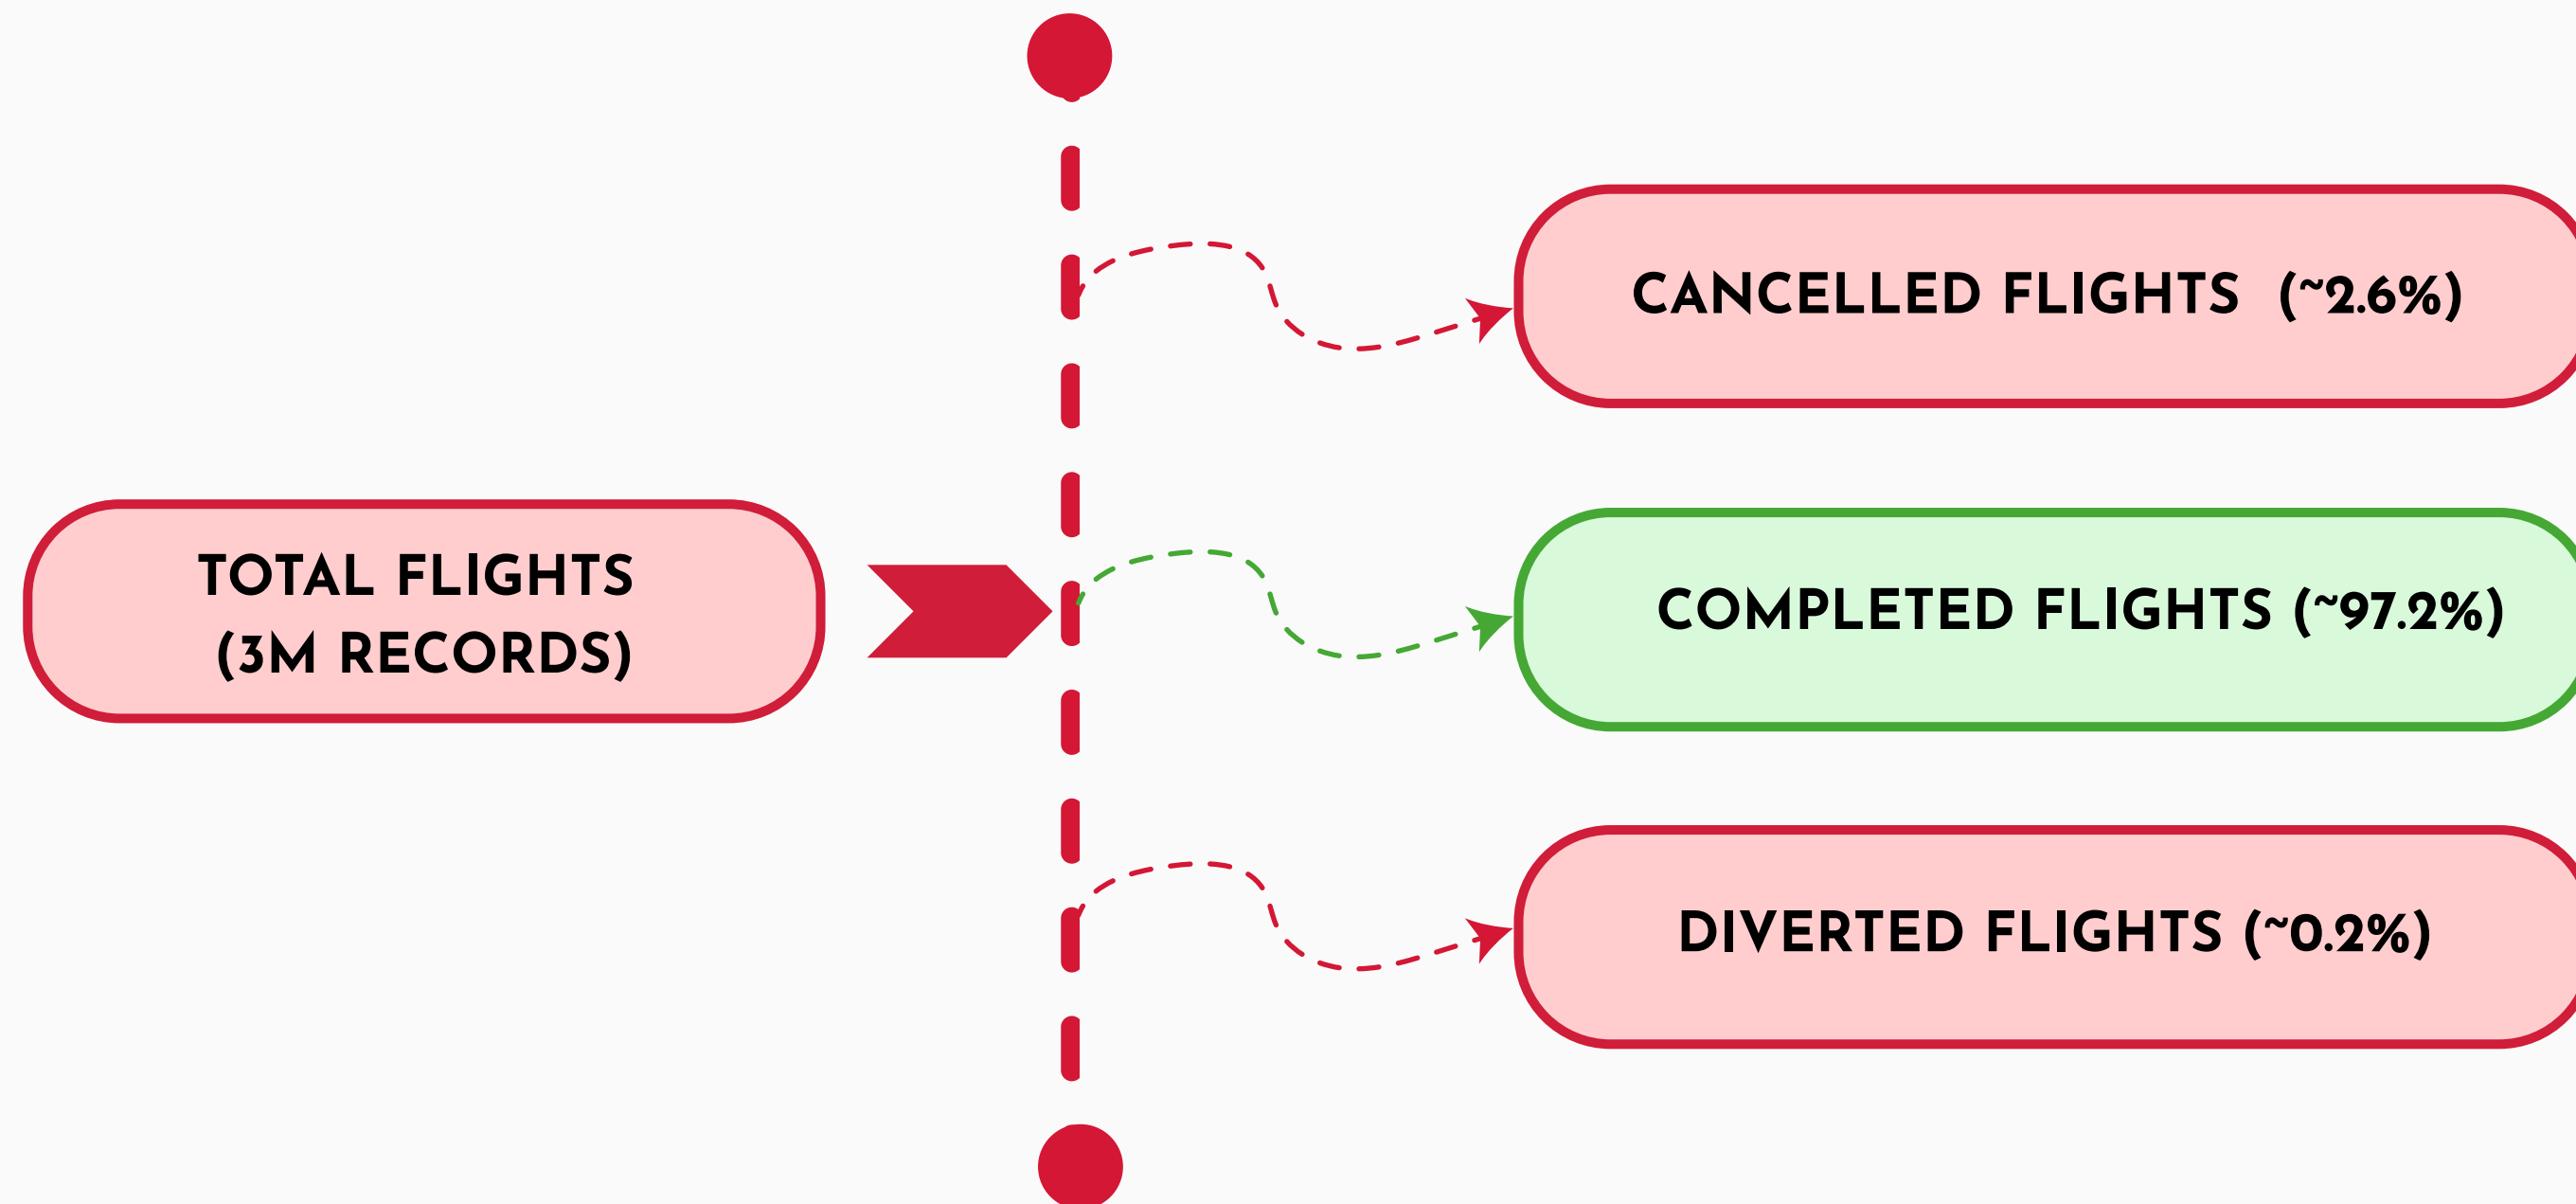 CANCELLED FLIGHTS (~2.6%)
TOTAL FLIGHTS
(3M RECORDS)
COMPLETED FLIGHTS (~97.2%)
DIVERTED FLIGHTS (~0.2%)